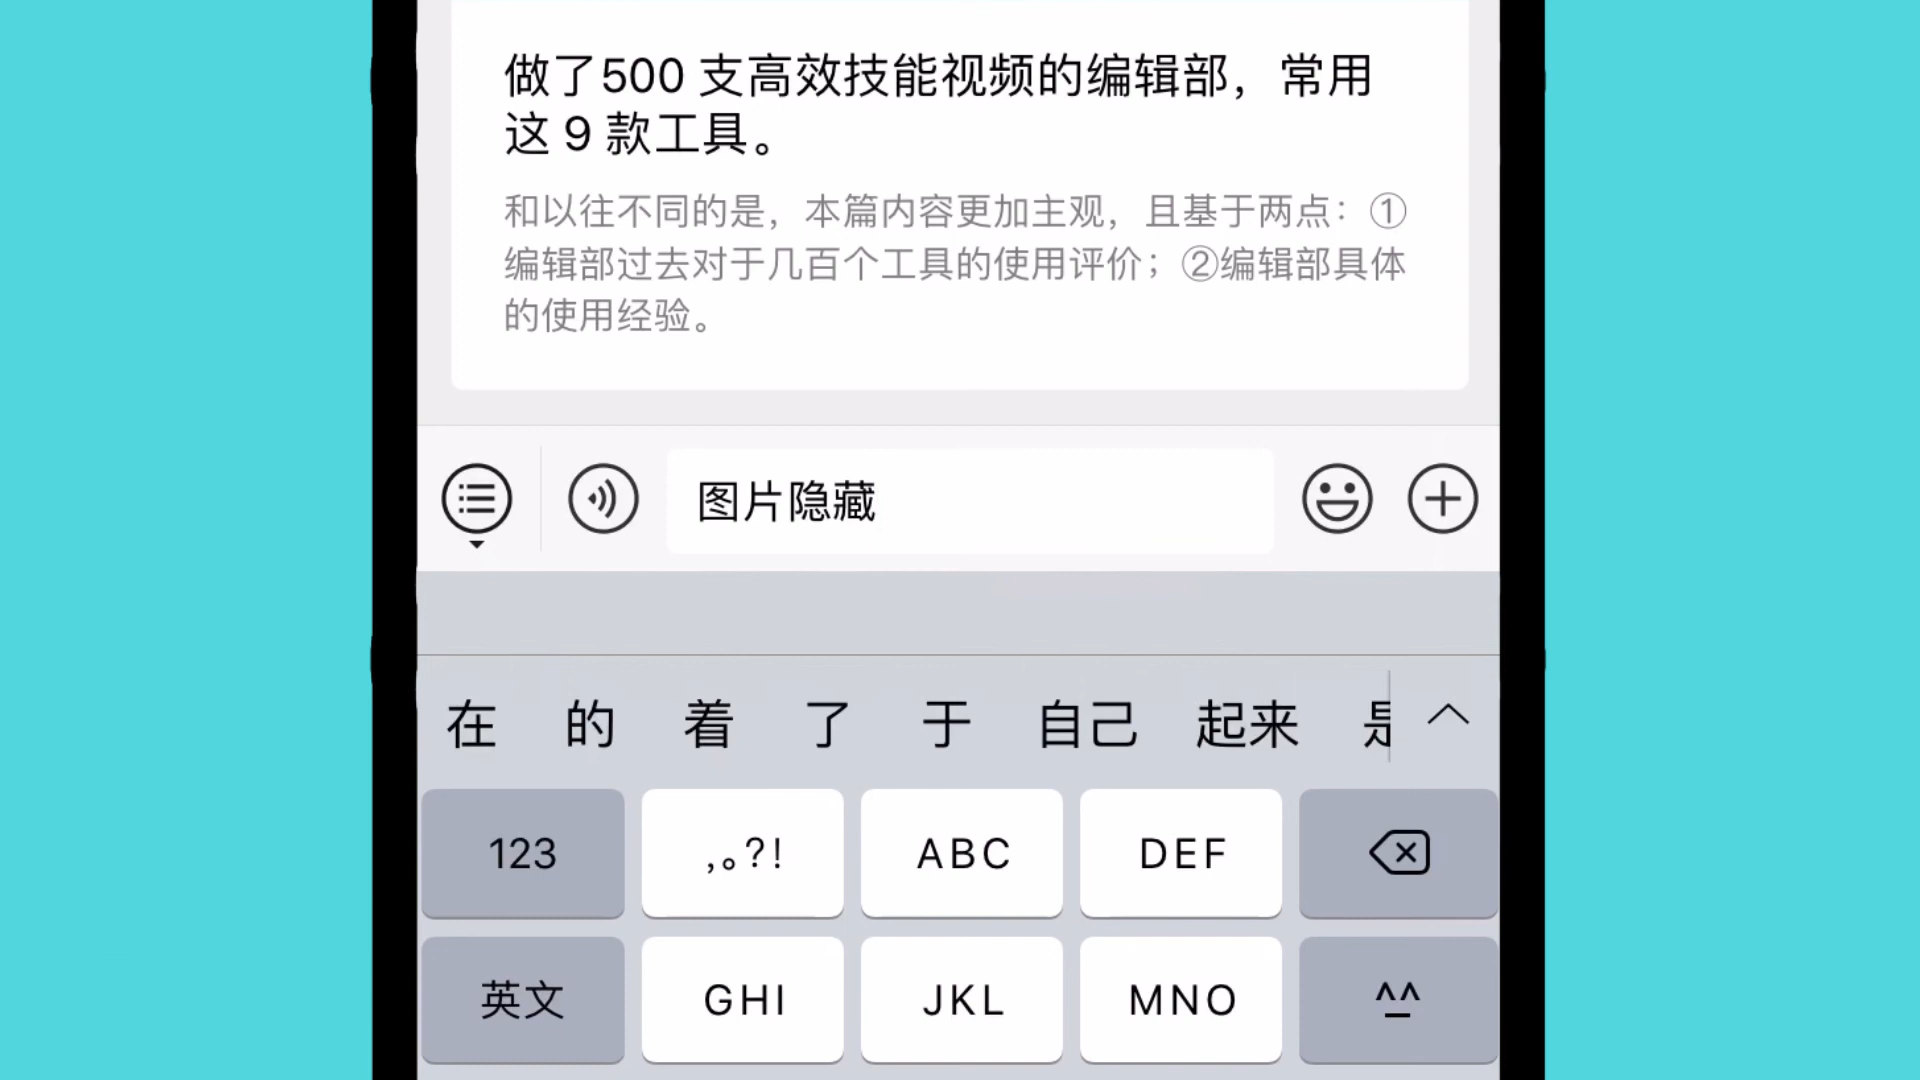 做了500 支高效技能视频的编辑部，常用
这 9 款工具。
和以往不同的是，本篇内容更加主观，且基于两点：①
编辑部过去对于几百个工具的使用评价；②编辑部具体
的使用经验。
图片隐藏
在 的 着 了 于 自己 起来 是
123 ,。?! ABC DEF
英文 GHI JKL MNO ^^